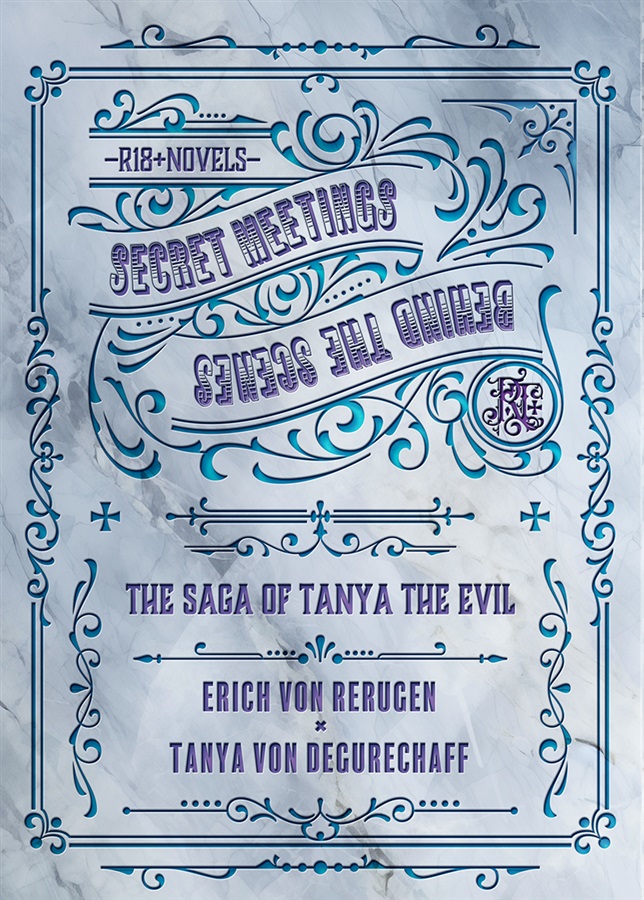 –R18+NOVELS–
SECRET MEETINGS
BEHIND THE SCENES
RT
THE SAGA OF TANYA THE EVIL
ERICH VON RERUGEN
×
TANYA VON DEGURECHAFF